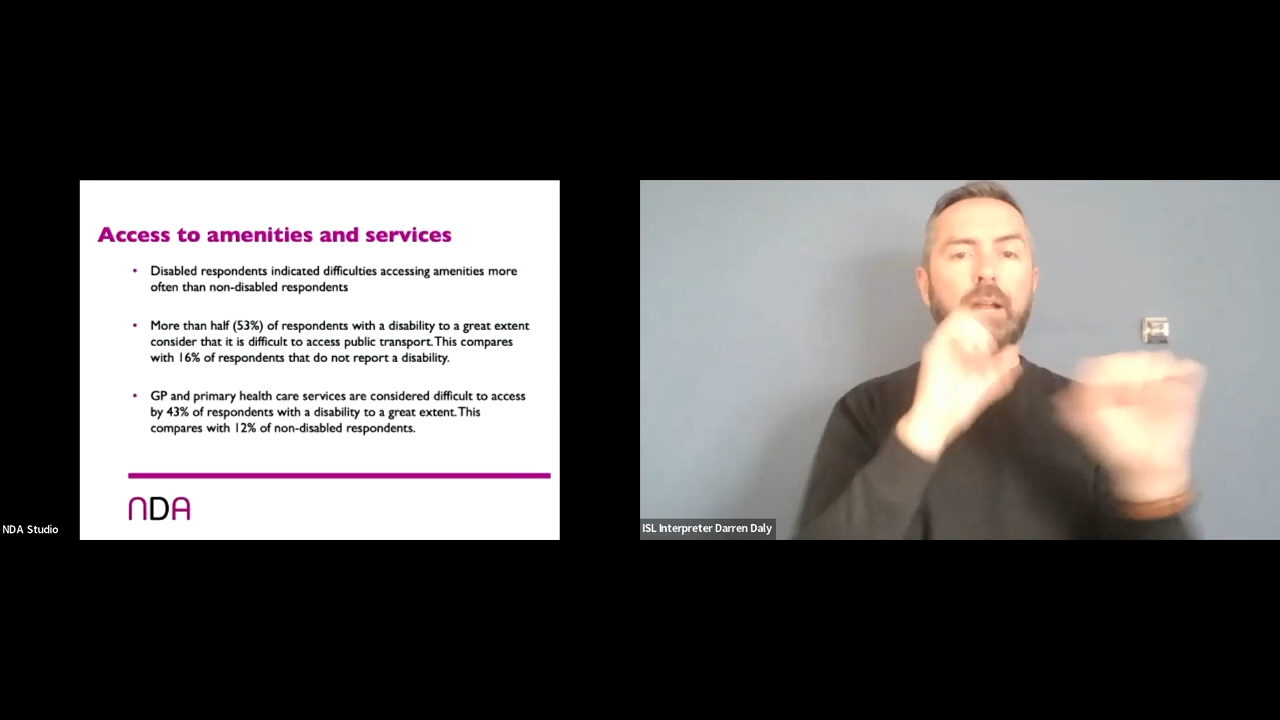 Access to amenities and services
• Disabled respondents indicated difficulties accessing amenities more
often than non-disabled respondents
• More than half (53%) of respondents with a disability to a great extent
consider that it is difficult to access public transport. This compares
with 16% of respondents that do not report a disability.
• GP and primary health care services are considered difficult to access
by 43% of respondents with a disability to a great extent. This
compares with 12% of non-disabled respondents.
NDA
NDA Studio
ISL Interpreter Darren Daly